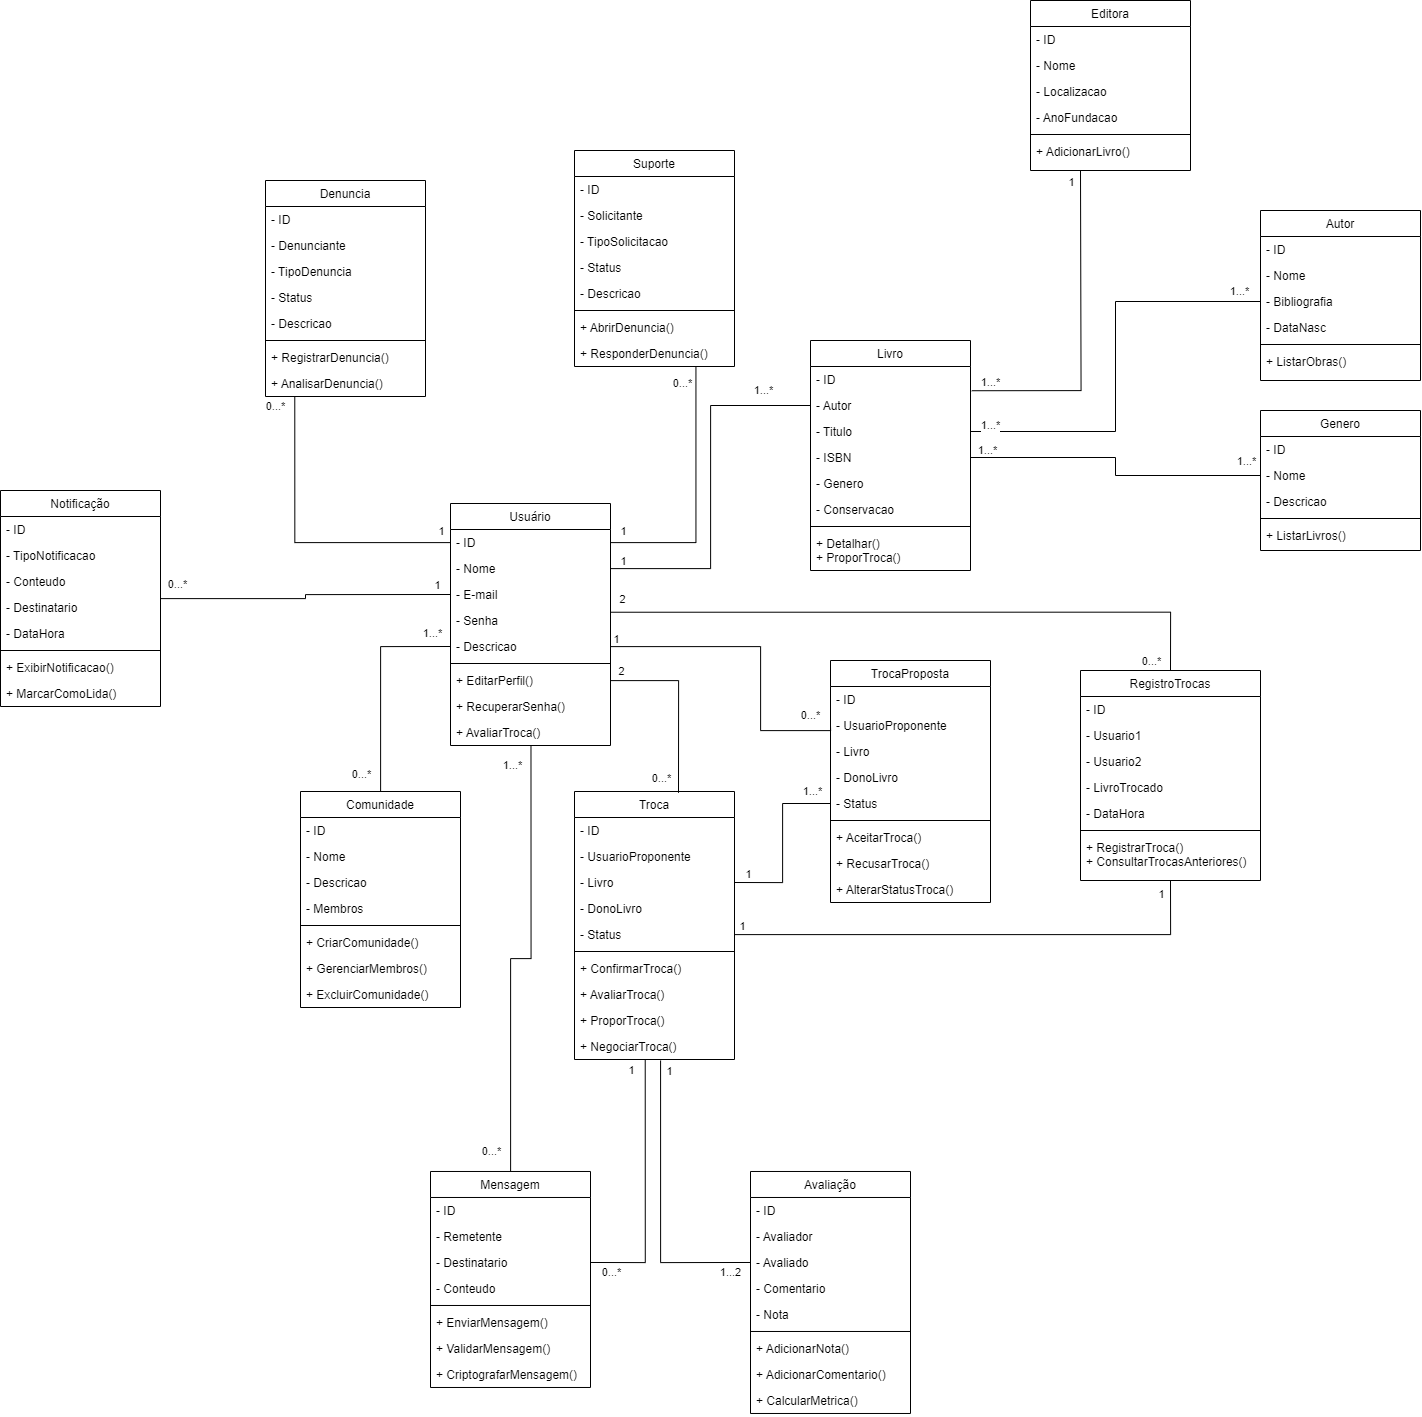 Editora
- ID
- Nome
- Localizacao
- AnoFundacao
+ AdicionarLivro()
1
Suporte
- ID
- Solicitante
- TipoSolicitacao
- Status
- Descricao
+ AbrirDenuncia()
+ ResponderDenuncia()
0...*
Denuncia
- ID
- Denunciante
- TipoDenuncia
- Status
- Descricao
+ RegistrarDenuncia()
+ AnalisarDenuncia()
0...*
Autor
- ID
- Nome
- Bibliografia
- DataNasc
+ ListarObras()
1...*
Livro
- ID
- Autor
- Titulo
- ISBN
- Genero
- Conservacao
+ Detalhar()
+ ProporTroca()
1...*
1...*
1...*
1...*
Genero
- ID
- Nome
- Descricao
+ ListarLivros()
1...*
Notificação
- ID
- TipoNotificacao
- Conteudo
- Destinatario
- DataHora
+ ExibirNotificacao()
+ MarcarComoLida()
0...*
Usuário
- ID
- Nome
- E-mail
- Senha
- Descricao
+ EditarPerfil()
+ RecuperarSenha()
+ AvaliarTroca()
1
1
1...*
1
1
2
1
2
1...*
TrocaProposta
- ID
- UsuarioProponente
- Livro
- DonoLivro
- Status
+ AceitarTroca()
+ RecusarTroca()
+ AlterarStatusTroca()
0...*
1...*
RegistroTrocas
- ID
- Usuario1
- Usuario2
- LivroTrocado
- DataHora
+ RegistrarTroca()
+ ConsultarTrocasAnteriores()
0...*
1
Comunidade
- ID
- Nome
- Descricao
- Membros
+ CriarComunidade()
+ GerenciarMembros()
+ ExcluirComunidade()
0...*
Troca
- ID
- UsuarioProponente
- Livro
- DonoLivro
- Status
+ ConfirmarTroca()
+ AvaliarTroca()
+ ProporTroca()
+ NegociarTroca()
0...*
1
1
1
1
Mensagem
- ID
- Remetente
- Destinatario
- Conteudo
+ EnviarMensagem()
+ ValidarMensagem()
+ CriptografarMensagem()
0...*
0...*
Avaliação
- ID
- Avaliador
- Avaliado
- Comentario
- Nota
+ AdicionarNota()
+ AdicionarComentario()
+ CalcularMetrica()
1...2